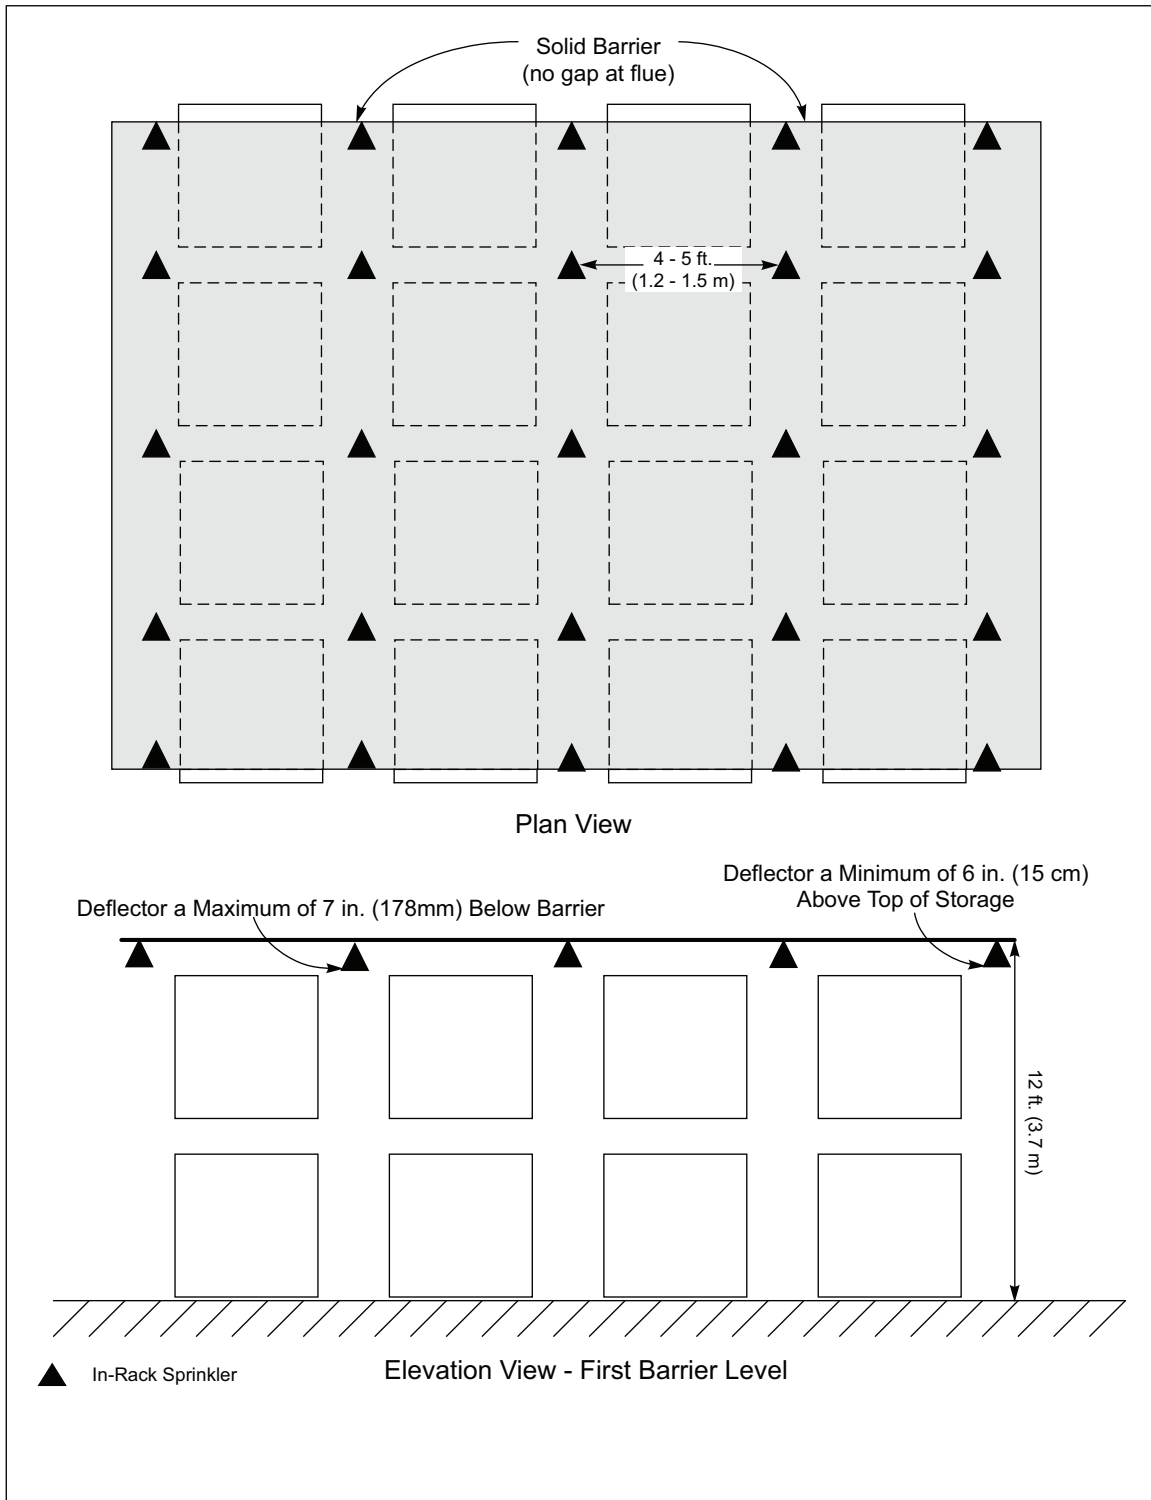 Solid Barrier
(no gap at flue)
4 - 5 ft.
(1.2 - 1.5 m)
Plan View
Deflector a Minimum of 6 in. (15 cm)
Above Top of Storage
Deflector a Maximum of 7 in. (178mm) Below Barrier
12 ft. (3.7 m)
In-Rack Sprinkler
Elevation View - First Barrier Level